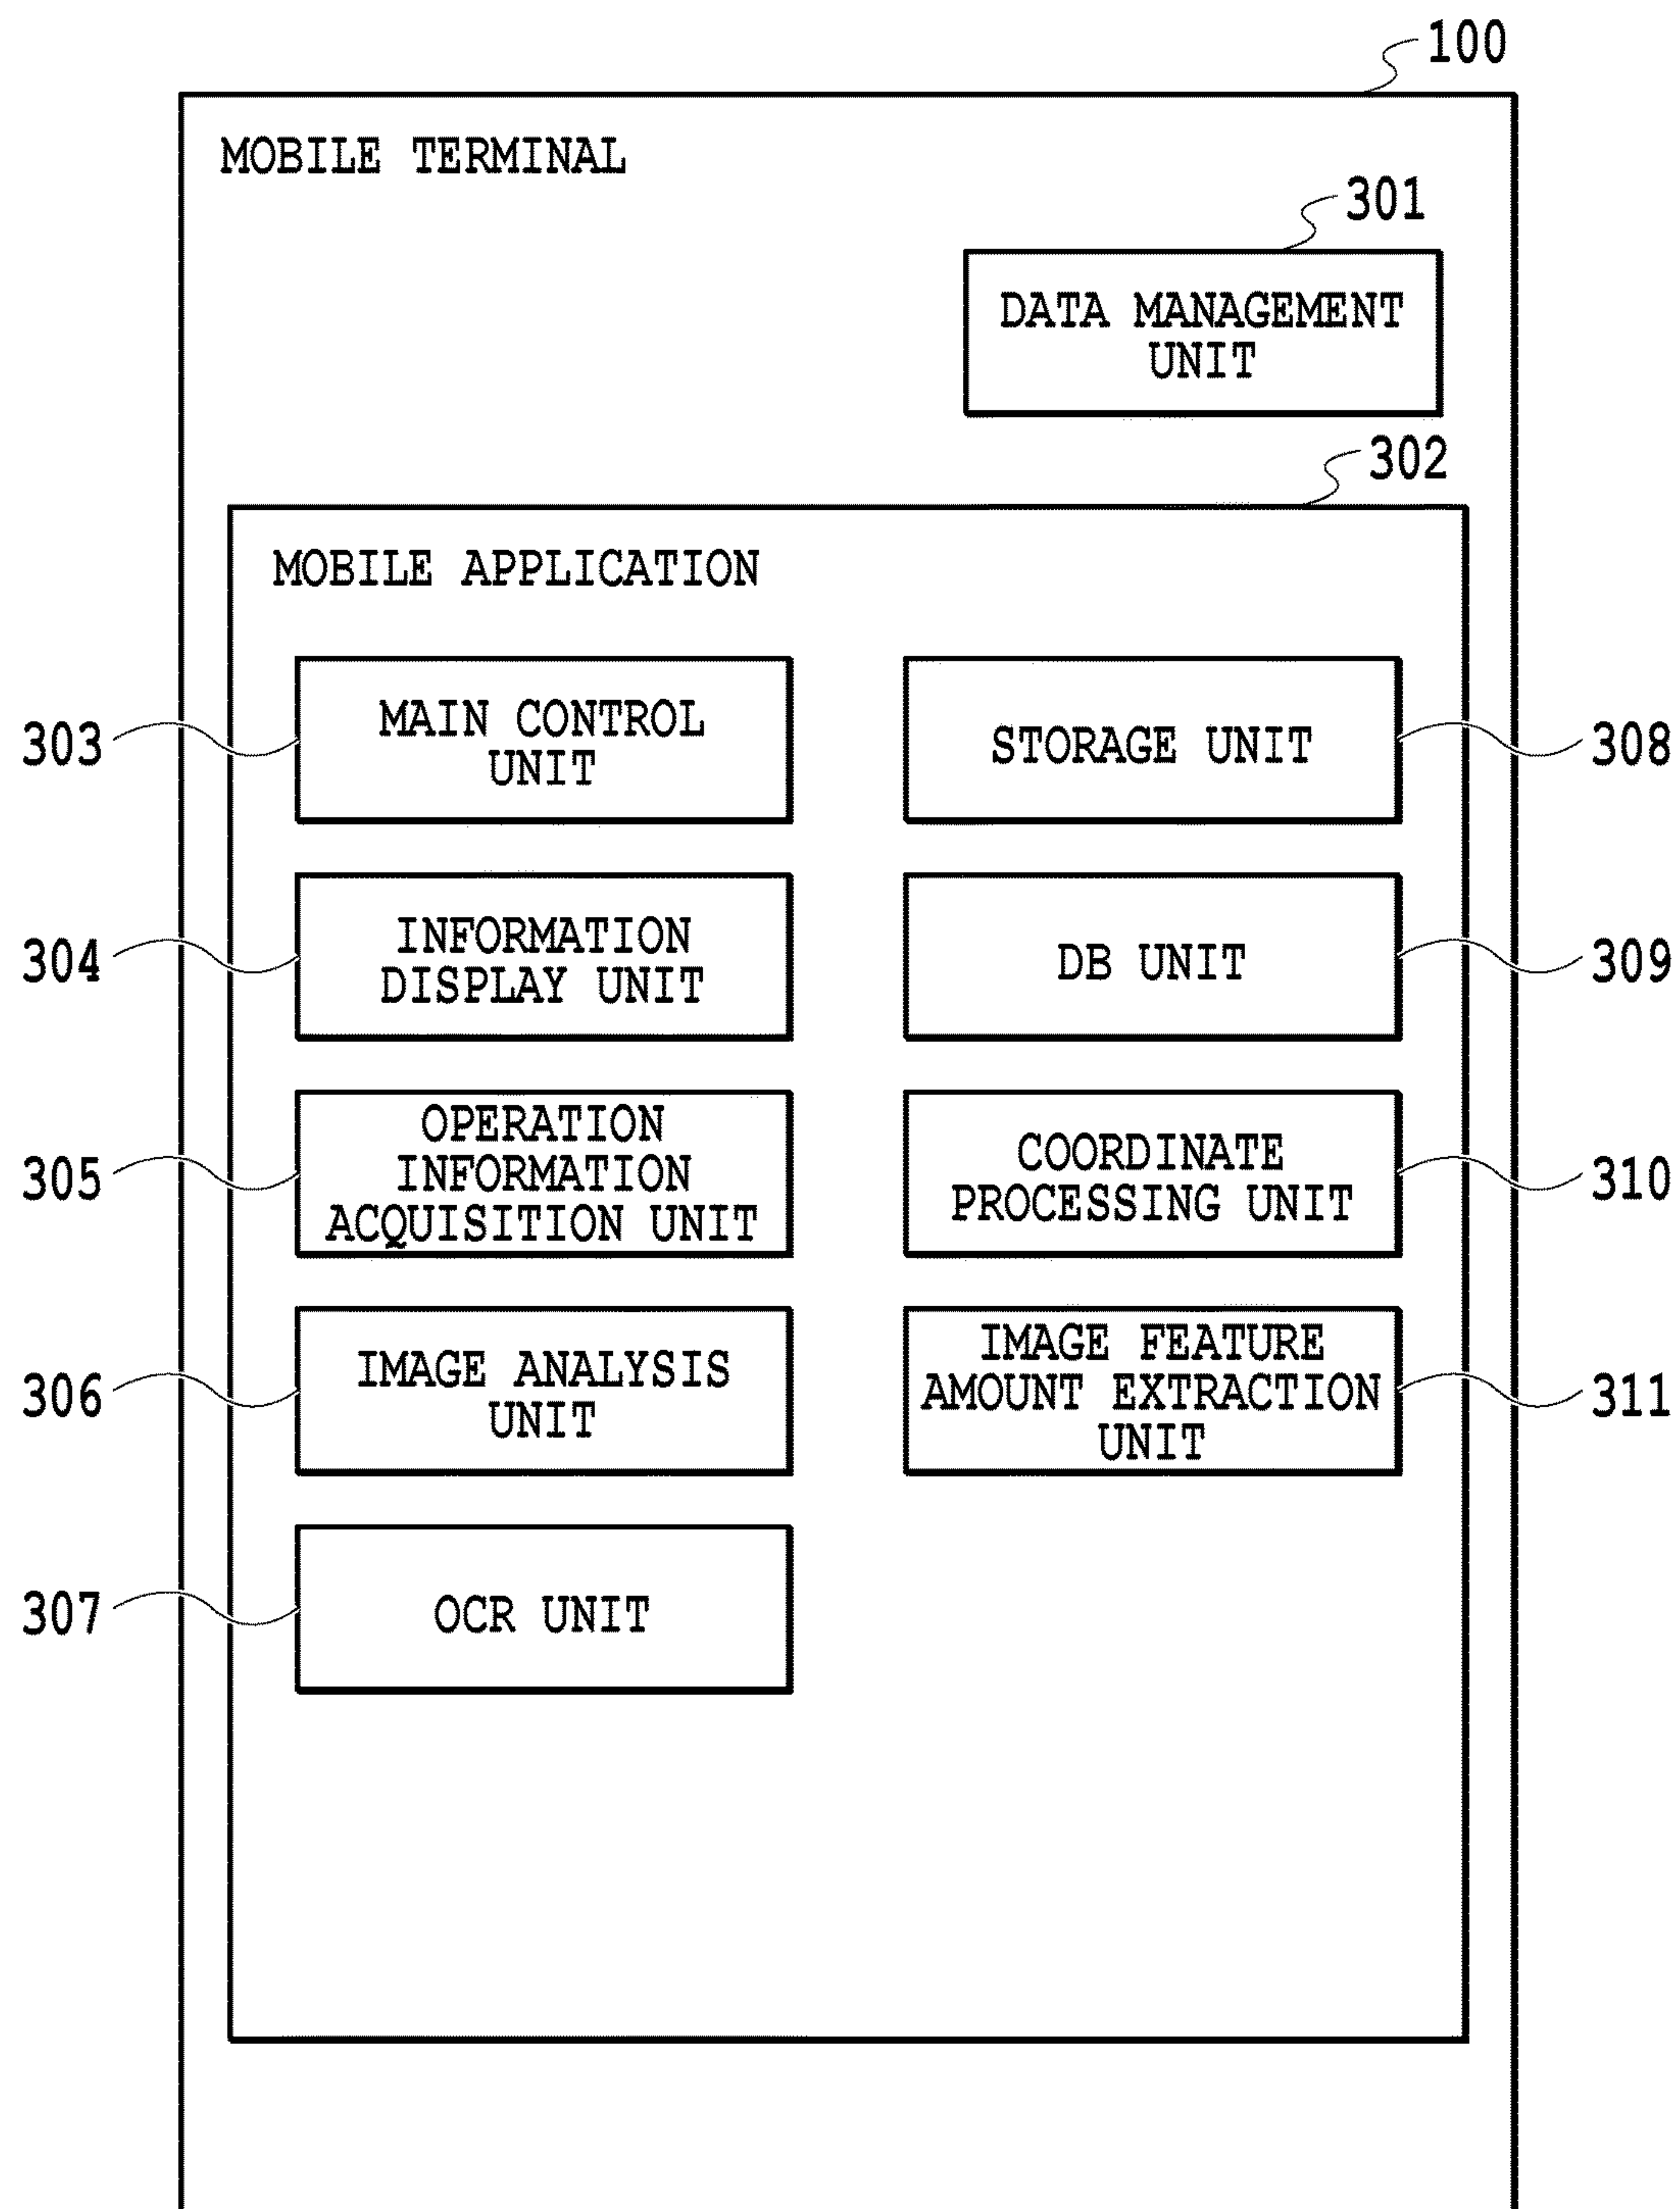 100
MOBILE TERMINAL
301
DATA MANAGEMENT
UNIT
302
MOBILE APPLICATION
303
MAIN CONTROL
UNIT
STORAGE UNIT
308
304
INFORMATION
DISPLAY UNIT
DB UNIT
309
305
OPERATION
INFORMATION
ACQUISITION UNIT
COORDINATE
PROCESSING UNIT
310
306
IMAGE ANALYSIS
UNIT
IMAGE FEATURE
AMOUNT EXTRACTION
UNIT
311
307
OCR UNIT